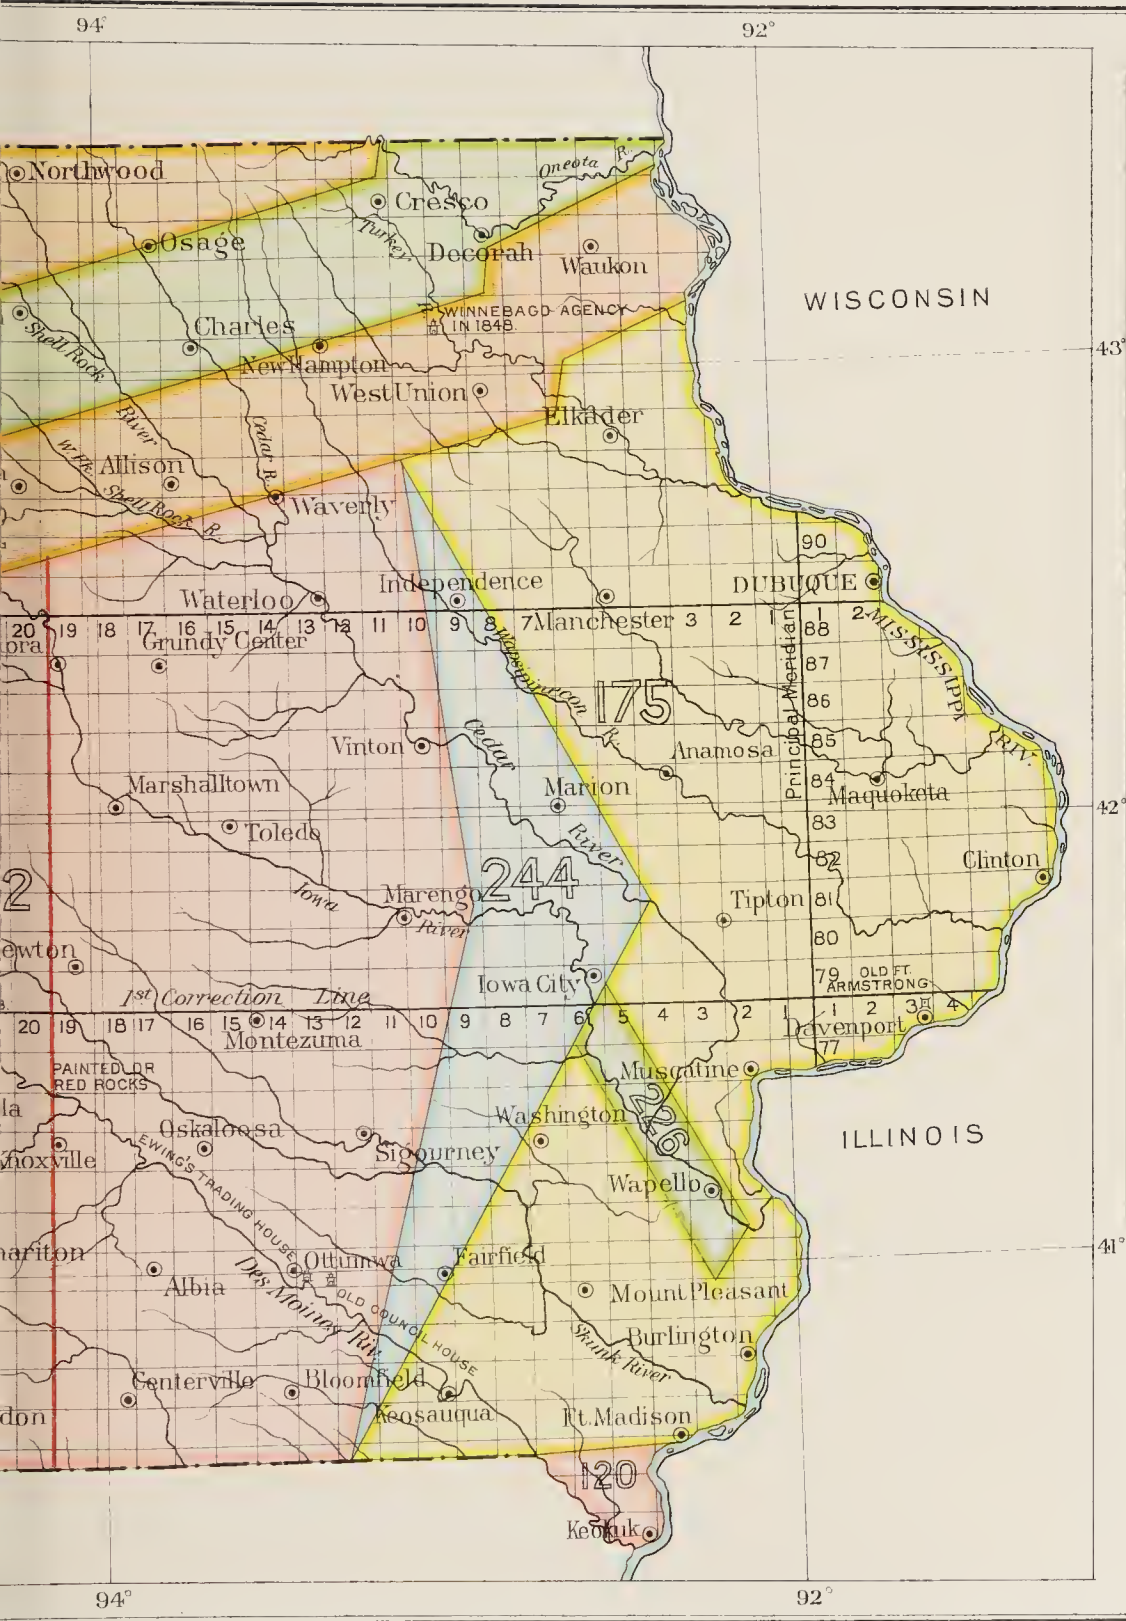 94°
92°
Northwood
Oneota R.
Cresco
Osage
Turkey
Decorah
Waukon
WISCONSIN
WINNEBAGO AGENCY
IN 1848.
Charles
Shell Rock
River
New Hampton
43°
West Union
Elkader
Cedar R.
W. Fk. Shell Rock R.
Allison
Waverly
90
Independence
DUBUQUE
Waterloo
20 19 18 17 16 15 14 13 12 11 10 9 8 7 Manchester 3 2 1 1 2
88
MISSISSIPPI RIV.
ora
Grundy Center
87
Wapsipinecon R.
175
86
Principal Meridian
Vinton
Cedar
Anamosa
85
84
Marshalltown
Marion
Maquoketa
42°
83
Toledo
River
82
Clinton
2
244
Iowa
Marengo
River
Tipton
81
80
ewton
Iowa City
79
OLD FT.
ARMSTRONG
1st Correction Line
20 19 18 17 16 15 14 13 12 11 10 9 8 7 6 5 4 3 2 1 1 2 3 4
Montezuma
Davenport
77
PAINTED OR
RED ROCKS
Muscatine
la
226
Washington
Oskaloosa
ILLINOIS
Knoxville
EWING'S TRADING HOUSE
Sigourney
Wapello
hariton
Ottumwa
Fairfield
41°
Albia
Des Moines Riv.
OLD COUNCIL HOUSE
Mount Pleasant
Skunk River
Burlington
Centerville
Bloomfield
Keosauqua
Ft. Madison
don
120
Keokuk
94°
92°